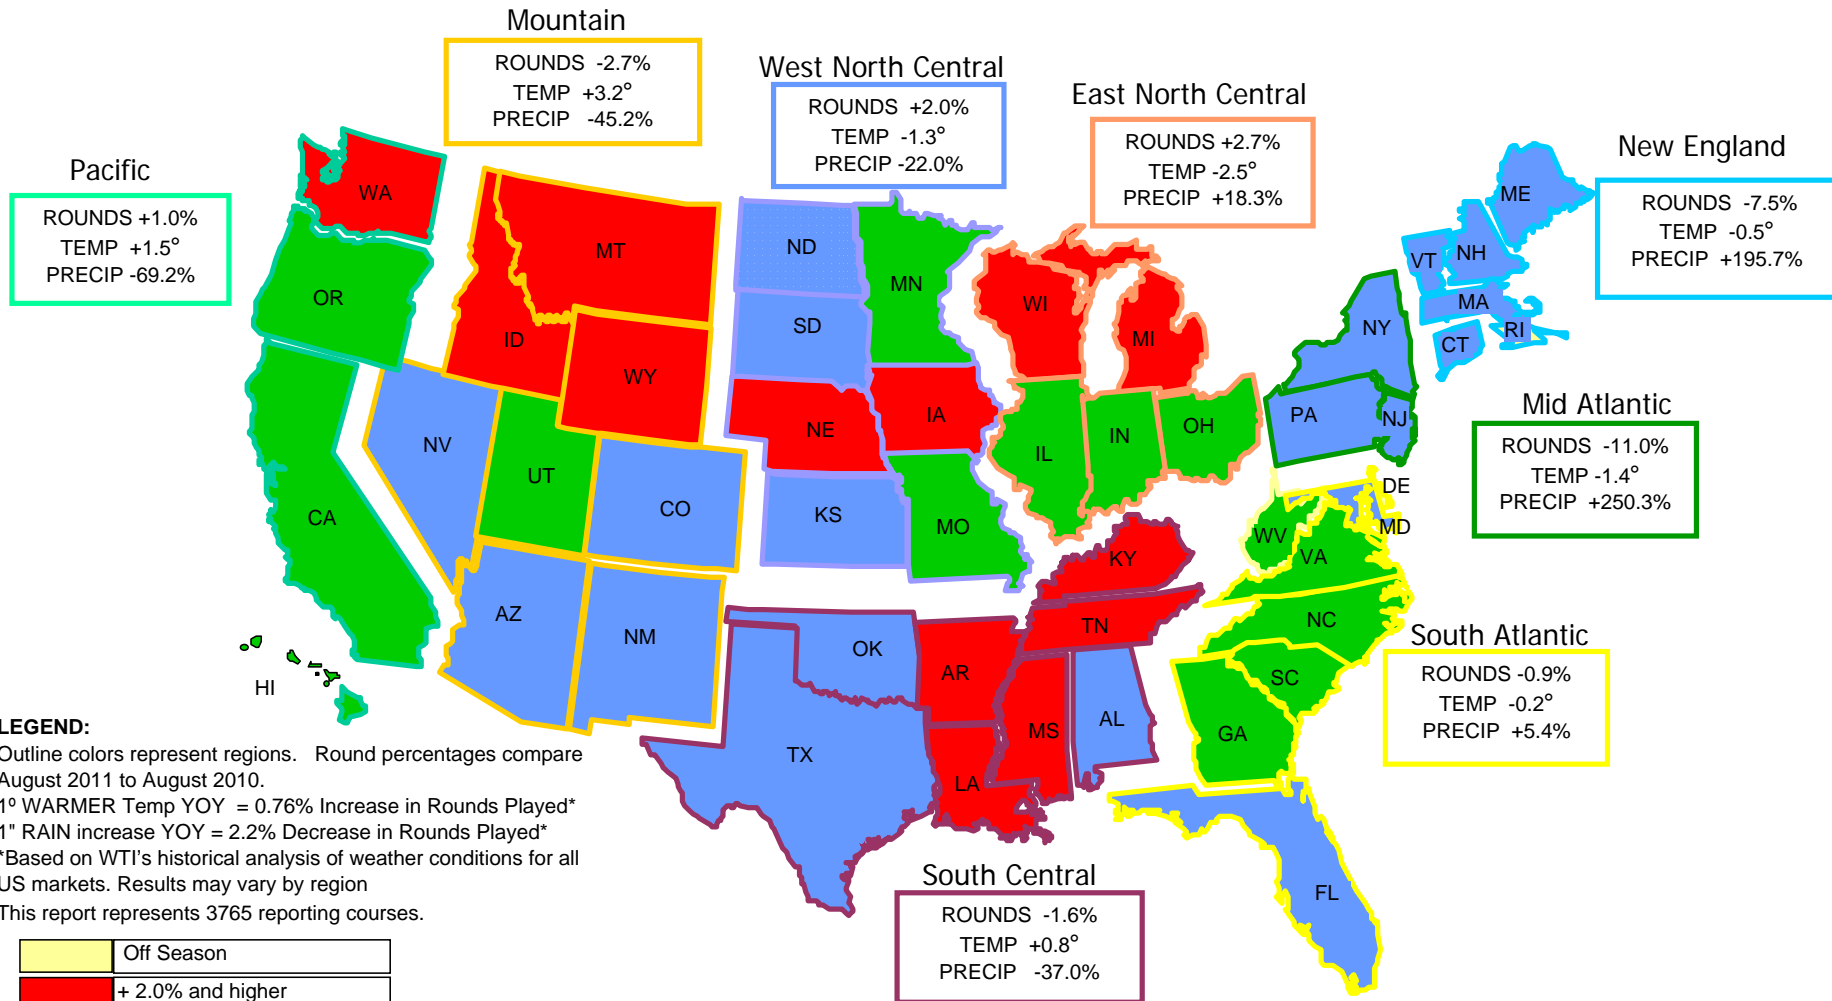 Mountain
ROUNDS -2.7%
TEMP +3.2°
PRECIP -45.2%
West North Central
ROUNDS +2.0%
TEMP -1.3°
PRECIP -22.0%
East North Central
ROUNDS +2.7%
TEMP -2.5°
PRECIP +18.3%
New England
ROUNDS -7.5%
TEMP -0.5°
PRECIP +195.7%
Pacific
ROUNDS +1.0%
TEMP +1.5°
PRECIP -69.2%
WA
MT
ND
MN
ME
VT
NH
OR
ID
SD
WI
MI
NY
MA
RI
CT
WY
NV
UT
CO
NE
IA
IL
IN
OH
PA
NJ
Mid Atlantic
ROUNDS -11.0%
TEMP -1.4°
PRECIP +250.3%
CA
KS
MO
WV
VA
DE
MD
KY
AZ
NM
OK
AR
TN
NC
SC
South Atlantic
ROUNDS -0.9%
TEMP -0.2°
PRECIP +5.4%
HI
TX
LA
MS
AL
GA
FL
LEGEND:
Outline colors represent regions. Round percentages compare
August 2011 to August 2010.
1º WARMER Temp YOY = 0.76% Increase in Rounds Played*
1" RAIN increase YOY = 2.2% Decrease in Rounds Played*
*Based on WTI's historical analysis of weather conditions for all
US markets. Results may vary by region
This report represents 3765 reporting courses.
South Central
ROUNDS -1.6%
TEMP +0.8°
PRECIP -37.0%
Off Season
+ 2.0% and higher